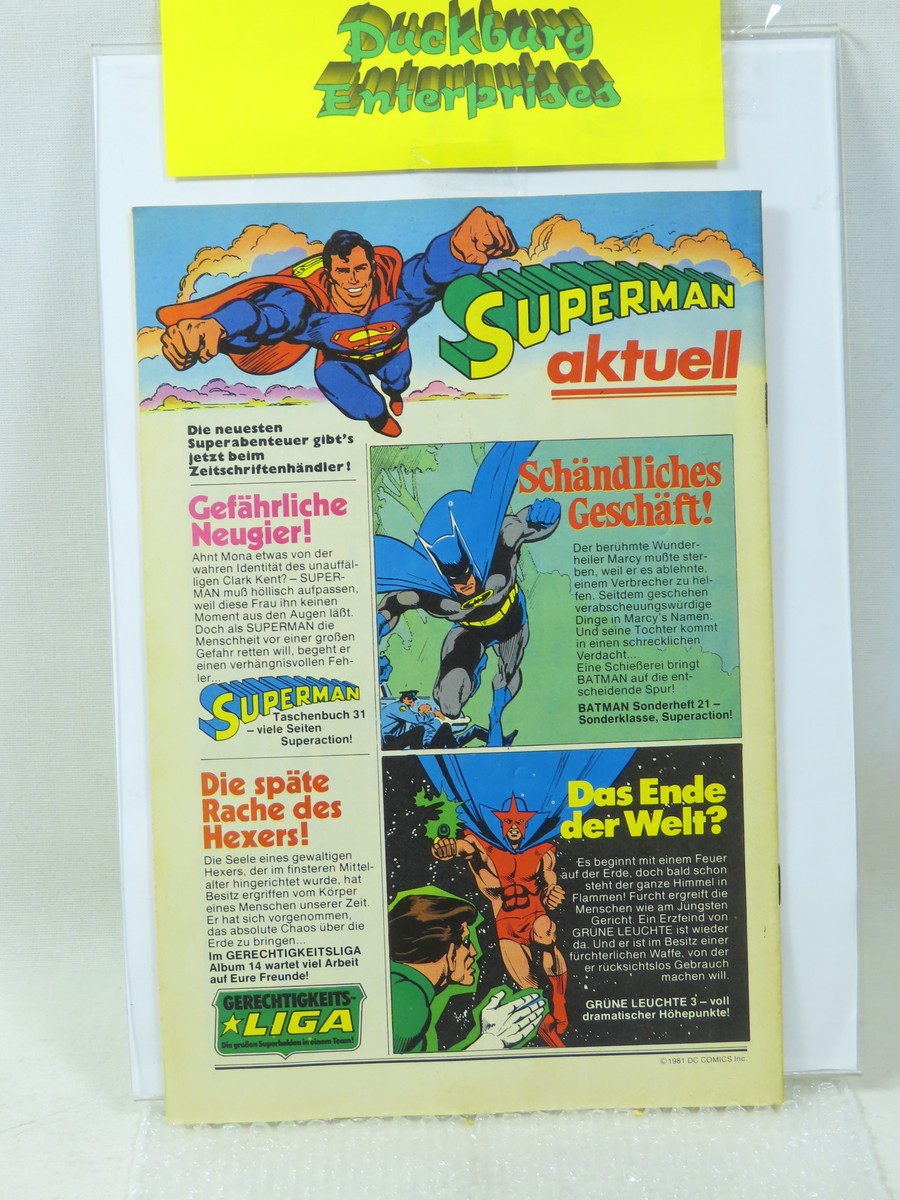 Duckburg
Enterprises
SUPERMAN
aktuell
Die neuesten
Superabenteuer gibt's
jetzt beim
Zeitschriftenhändler!
Gefährliche
Neugier!
Ahnt Mona etwas von der
wahren Identität des unauffäl-
ligen Clark Kent? – SUPER-
MAN muß höllisch aufpassen,
weil diese Frau ihn keinen
Moment aus den Augen läßt.
Doch als SUPERMAN die
Menschheit vor einer großen
Gefahr retten will, begeht er
einen verhängnisvollen Feh-
ler...
SUPERMAN
Taschenbuch 31
– viele Seiten
Superaction!
Schändliches
Geschäft!
Der berühmte Wunder-
heiler Marcy mußte ster-
ben, weil er es ablehnte,
einem Verbrecher zu hel-
fen. Seitdem geschehen
verabscheuungswürdige
Dinge in Marcy's Namen.
Und seine Tochter kommt
in einen schrecklichen
Verdacht...
Eine Schießerei bringt
BATMAN auf die ent-
scheidende Spur!
BATMAN Sonderheft 21 –
Sonderklasse, Superaction!
Die späte
Rache des
Hexers!
Die Seele eines gewaltigen
Hexers, der im finsteren Mittel-
alter hingerichtet wurde, hat
Besitz ergriffen vom Körper
eines Menschen unserer Zeit.
Er hat sich vorgenommen,
das absolute Chaos über die
Erde zu bringen...
Im GERECHTIGKEITSLIGA
Album 14 wartet viel Arbeit
auf Eure Freunde!
GERECHTIGKEITS-
LIGA
Die großen Superhelden in einem Team!
Das Ende
der Welt?
Es beginnt mit einem Feuer
auf der Erde, doch bald schon
steht der ganze Himmel in
Flammen! Furcht ergreift die
Menschen wie am Jüngsten
Gericht. Ein Erzfeind von
GRÜNE LEUCHTE ist wieder
da. Und er ist im Besitz einer
fürchterlichen Waffe, von der
er rücksichtslos Gebrauch
machen will.
GRÜNE LEUCHTE 3 – voll
dramatischer Höhepunkte!
©1981 DC COMICS Inc.